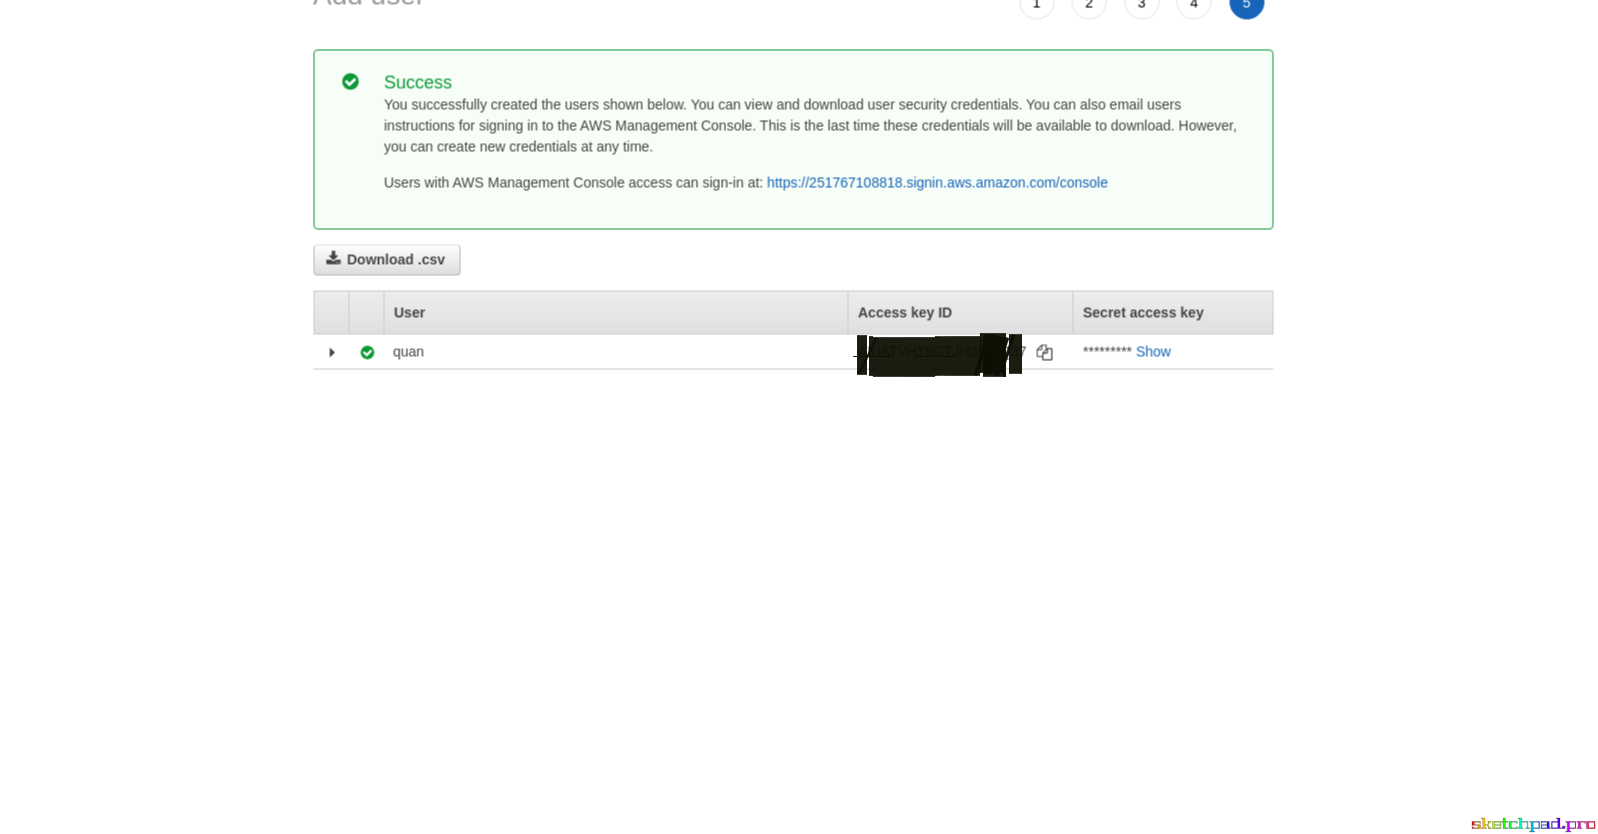 Add user
1 2 3 4 5
Success
You successfully created the users shown below. You can view and download user security credentials. You can also email users
instructions for signing in to the AWS Management Console. This is the last time these credentials will be available to download. However,
you can create new credentials at any time.
Users with AWS Management Console access can sign-in at: https://251767108818.signin.aws.amazon.com/console
Download .csv
User Access key ID Secret access key
quan ********* Show
sketchpad.pro